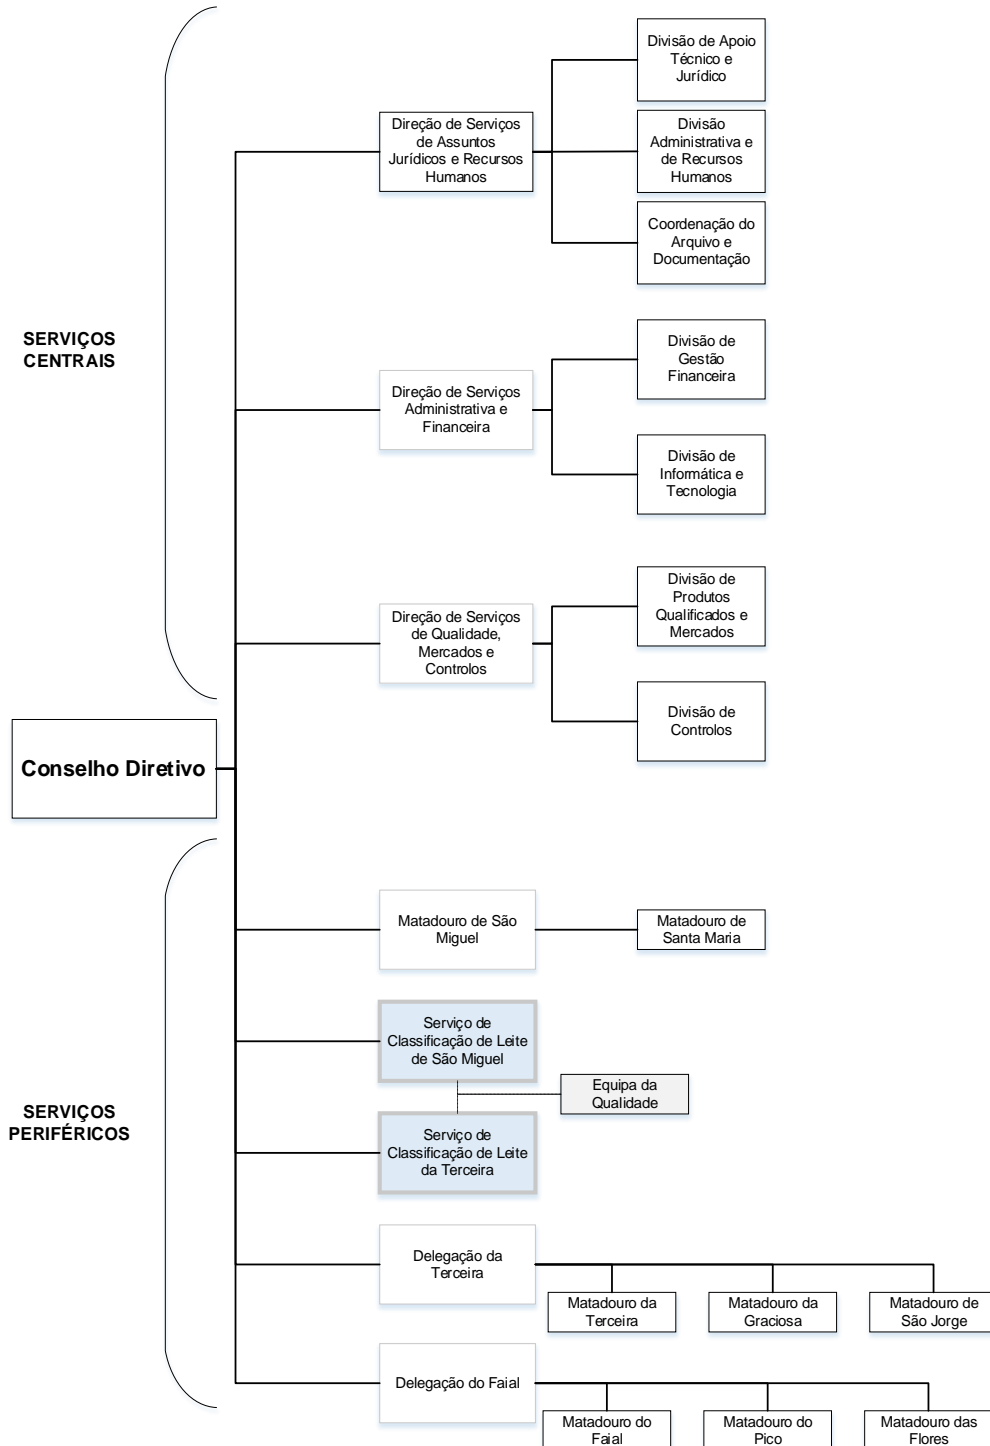 Divisão de Apoio
Técnico e
Jurídico
Direção de Serviços
de Assuntos
Jurídicos e Recursos
Humanos
Divisão
Administrativa e
de Recursos
Humanos
Coordenação do
Arquivo e
Documentação
SERVIÇOS
CENTRAIS
Divisão de
Gestão
Financeira
Direção de Serviços
Administrativa e
Financeira
Divisão de
Informática e
Tecnologia
Divisão de
Produtos
Qualificados e
Mercados
Direção de Serviços
de Qualidade,
Mercados e
Controlos
Divisão de
Controlos
Conselho Diretivo
Matadouro de São
Miguel
Matadouro de
Santa Maria
Serviço de
Classificação de Leite
de São Miguel
Equipa da
Qualidade
SERVIÇOS
PERIFÉRICOS
Serviço de
Classificação de Leite
da Terceira
Delegação da
Terceira
Matadouro da
Terceira
Matadouro da
Graciosa
Matadouro de
São Jorge
Delegação do Faial
Matadouro do
Faial
Matadouro do
Pico
Matadouro das
Flores